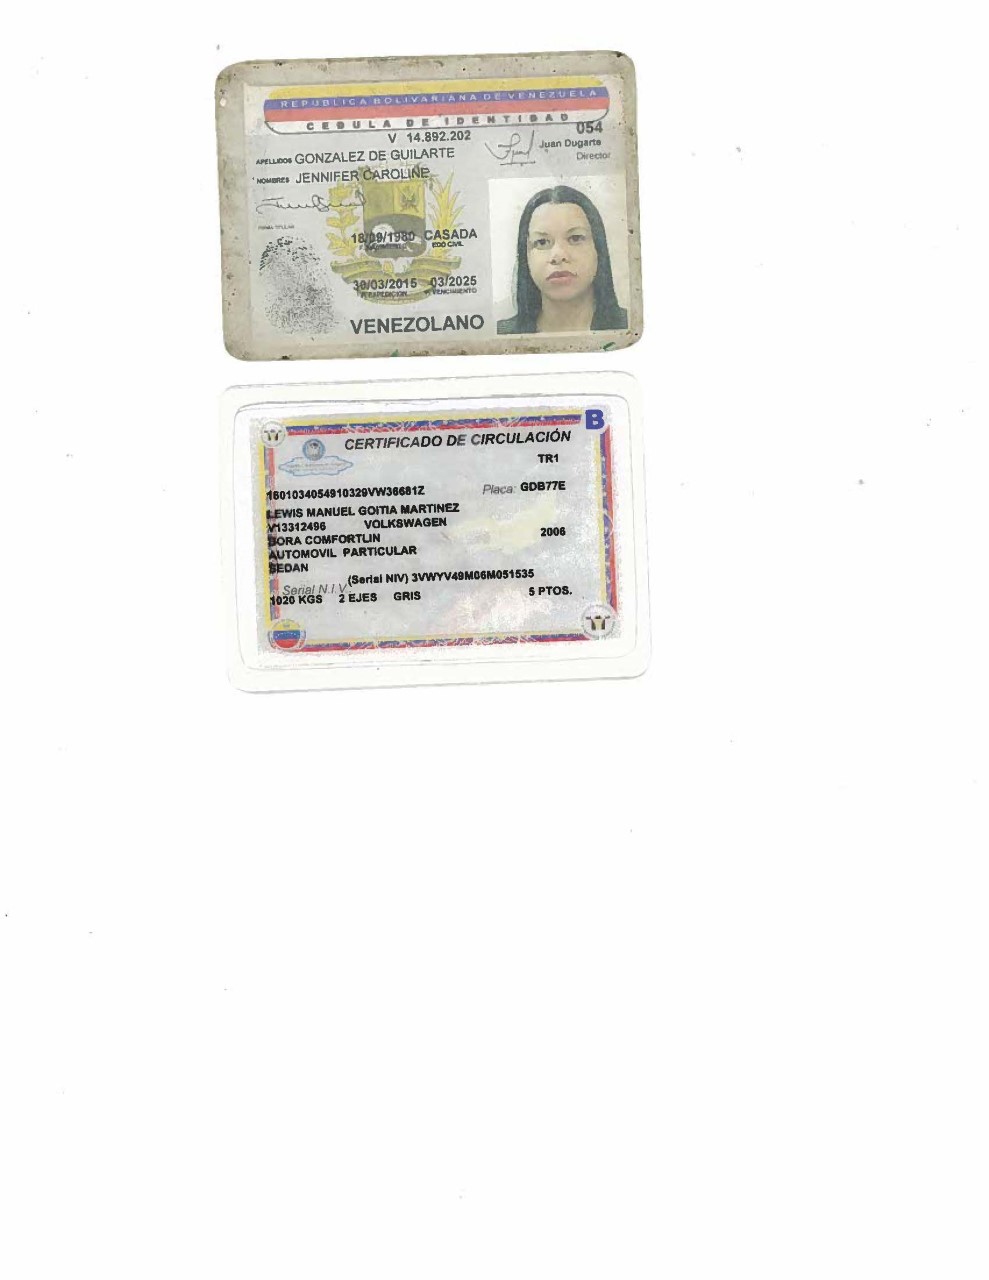 REPUBLICA BOLIVARIANA DE VENEZUELA
CEDULA DE IDENTIDAD
V 14.892.202
054
Juan Dugarte
Director
APELLIDOS GONZALEZ DE GUILARTE
NOMBRES JENNIFER CAROLINE
FIRMA TITULAR
18/09/1980 CASADA
F. NACIMIENTO EDO CIVIL
30/03/2015 03/2025
F. EXPEDICION F. VENCIMIENTO
VENEZOLANO
B
CERTIFICADO DE CIRCULACIÓN
TR1
1601034054910329VW36681Z Placa: GDB77E
LEWIS MANUEL GOITIA MARTINEZ
V13312496 VOLKSWAGEN
BORA COMFORTLIN 2006
AUTOMOVIL PARTICULAR
SEDAN
Serial N.I.V. (Serial NIV) 3VWYV49M06M051535
1020 KGS 2 EJES GRIS 5 PTOS.